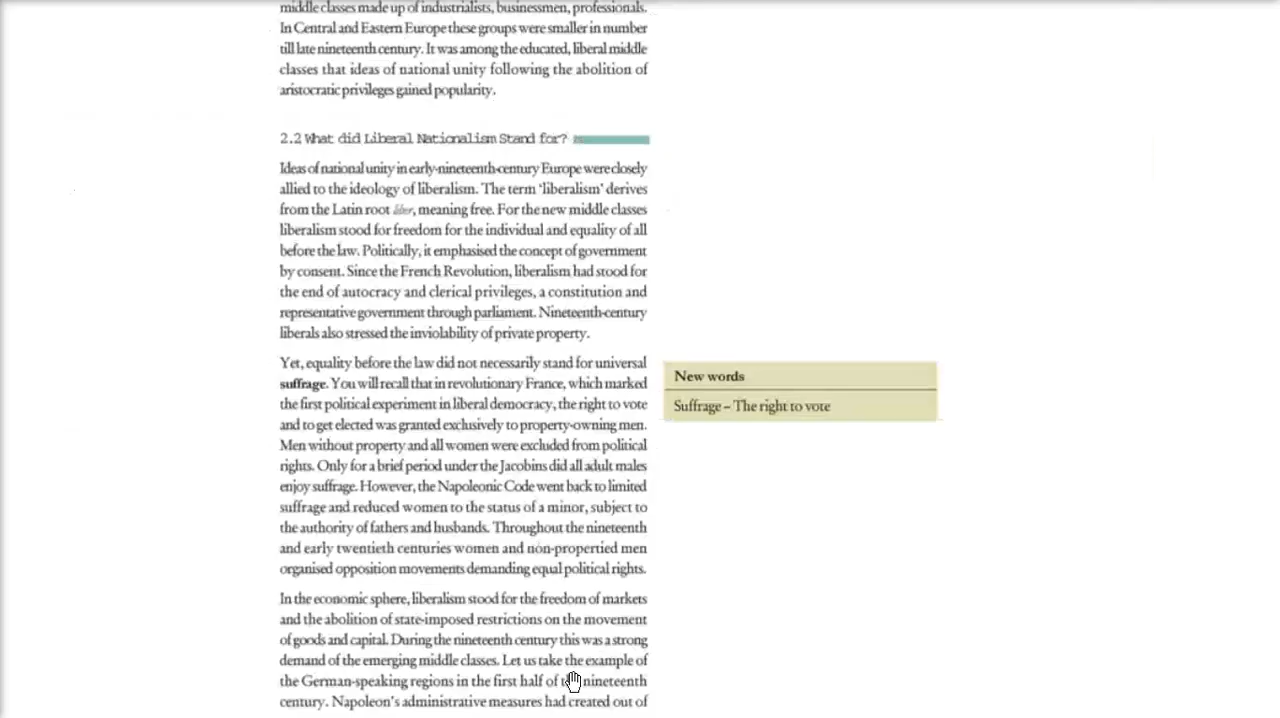 middle classes made up of industrialists, businessmen, professionals.
In Central and Eastern Europe these groups were smaller in number
till late nineteenth century. It was among the educated, liberal middle
classes that ideas of national unity following the abolition of
aristocratic privileges gained popularity.
2.2 What did Liberal Nationalism Stand for?
Ideas of national unity in early-nineteenth-century Europe were closely
allied to the ideology of liberalism. The term ‘liberalism’ derives
from the Latin root liber, meaning free. For the new middle classes
liberalism stood for freedom for the individual and equality of all
before the law. Politically, it emphasised the concept of government
by consent. Since the French Revolution, liberalism had stood for
the end of autocracy and clerical privileges, a constitution and
representative government through parliament. Nineteenth-century
liberals also stressed the inviolability of private property.
Yet, equality before the law did not necessarily stand for universal
suffrage. You will recall that in revolutionary France, which marked
the first political experiment in liberal democracy, the right to vote
and to get elected was granted exclusively to property-owning men.
Men without property and all women were excluded from political
rights. Only for a brief period under the Jacobins did all adult males
enjoy suffrage. However, the Napoleonic Code went back to limited
suffrage and reduced women to the status of a minor, subject to
the authority of fathers and husbands. Throughout the nineteenth
and early twentieth centuries women and non-propertied men
organised opposition movements demanding equal political rights.
New words
Suffrage – The right to vote
In the economic sphere, liberalism stood for the freedom of markets
and the abolition of state-imposed restrictions on the movement
of goods and capital. During the nineteenth century this was a strong
demand of the emerging middle classes. Let us take the example of
the German-speaking regions in the first half of the nineteenth
century. Napoleon’s administrative measures had created out of